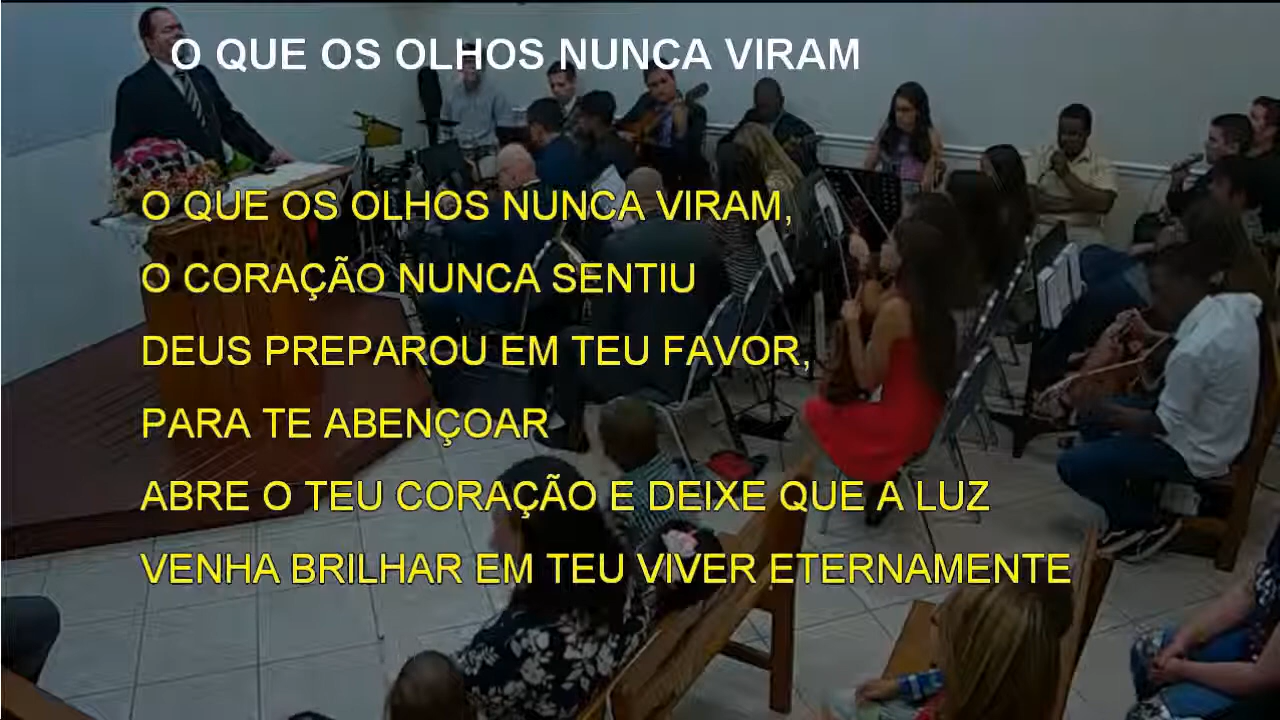 O QUE OS OLHOS NUNCA VIRAM
O QUE OS OLHOS NUNCA VIRAM,
O CORAÇÃO NUNCA SENTIU
DEUS PREPAROU EM TEU FAVOR,
PARA TE ABENÇOAR
ABRE O TEU CORAÇÃO E DEIXE QUE A LUZ
VENHA BRILHAR EM TEU VIVER ETERNAMENTE